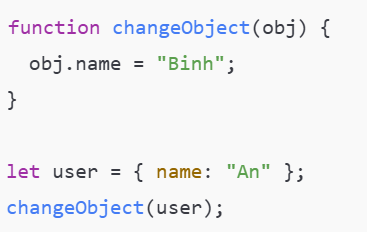 function changeObject(obj) {
  obj.name = "Binh";
}

let user = { name: "An" };
changeObject(user);